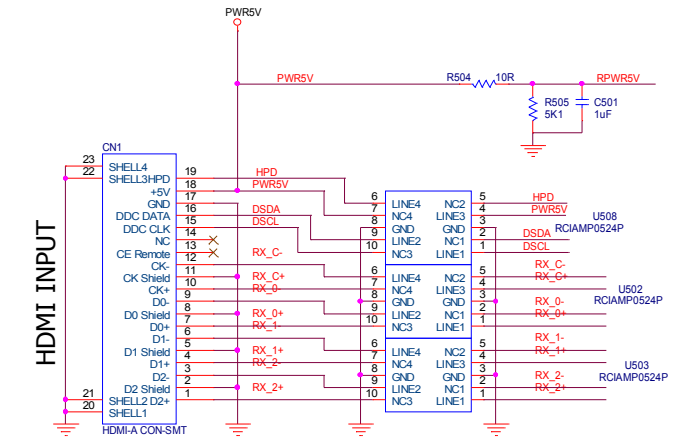 PWR5V
PWR5V
R504
10R
RPWR5V
R505
5K1
C501
1uF
HDMI INPUT
CN1
23
22
21
20
SHELL4
SHELL3HPD
+5V
GND
DDC DATA
DDC CLK
NC
CE Remote
CK-
CK Shield
CK+
D0-
D0 Shield
D0+
D1-
D1 Shield
D1+
D2-
D2 Shield
SHELL2 D2+
SHELL1
HDMI-A CON-SMT
19
18
17
16
15
14
13
12
11
10
9
8
7
6
5
4
3
2
1
HPD
PWR5V
DSDA
DSCL
RX_C-
RX_C+
RX_0-
RX_0+
RX_1-
RX_1+
RX_2-
RX_2+
6 LINE4 NC2 5 HPD
7 NC4 LINE3 4 PWR5V
8 GND GND 3
9 LINE2 NC1 2 DSDA
10 NC3 LINE1 1 DSCL
U508
RCIAMP0524P
6 LINE4 NC2 5 RX_C-
7 NC4 LINE3 4 RX_C+
8 GND GND 3
9 LINE2 NC1 2 RX_0-
10 NC3 LINE1 1 RX_0+
U502
RCIAMP0524P
6 LINE4 NC2 5 RX_1-
7 NC4 LINE3 4 RX_1+
8 GND GND 3
9 LINE2 NC1 2 RX_2-
10 NC3 LINE1 1 RX_2+
U503
RCIAMP0524P